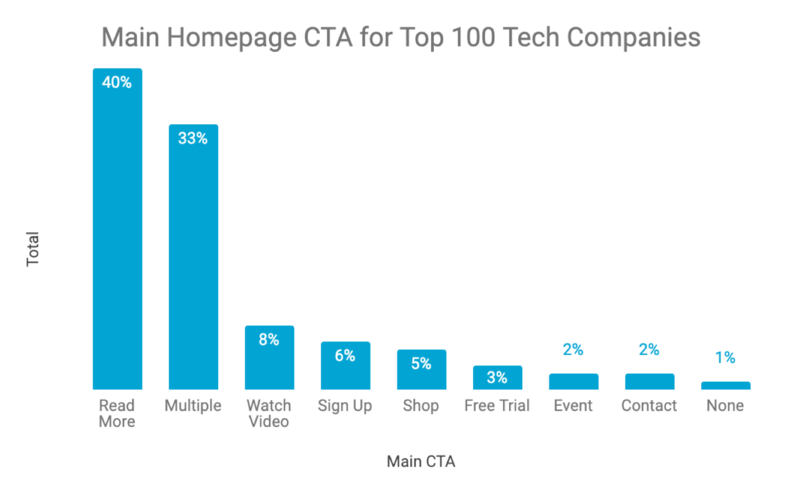 Main Homepage CTA for Top 100 Tech Companies
40%
33%
8%
6%
5%
3%
2%
2%
1%
Total
Read
More
Multiple
Watch
Video
Sign Up
Shop
Free Trial
Event
Contact
None
Main CTA